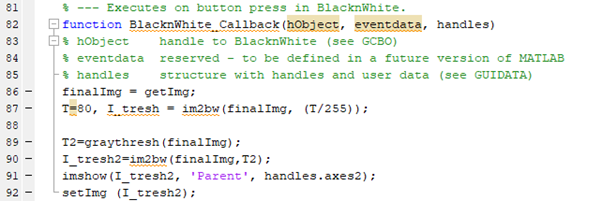 81 % --- Executes on button press in BlacknWhite.
82 function BlacknWhite_Callback(hObject, eventdata, handles)
83 % hObject    handle to BlacknWhite (see GCBO)
84 % eventdata  reserved - to be defined in a future version of MATLAB
85 % handles    structure with handles and user data (see GUIDATA)
86 - finalImg = getImg;
87 - T=80, I_tresh = im2bw(finalImg, (T/255));
88
89 - T2=graythresh(finalImg);
90 - I_tresh2=im2bw(finalImg,T2);
91 - imshow(I_tresh2, 'Parent', handles.axes2);
92 - setImg (I_tresh2);